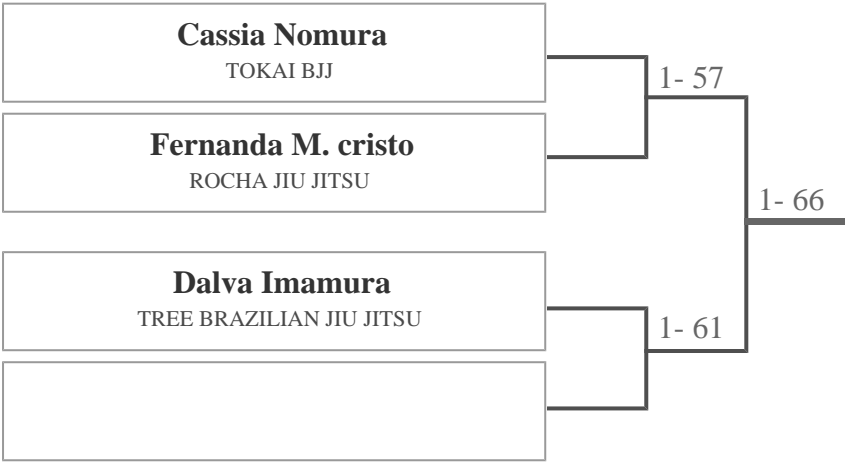 Cassia Nomura
TOKAI BJJ
1- 57
Fernanda M. cristo
ROCHA JIU JITSU
1- 66
Dalva Imamura
TREE BRAZILIAN JIU JITSU
1- 61